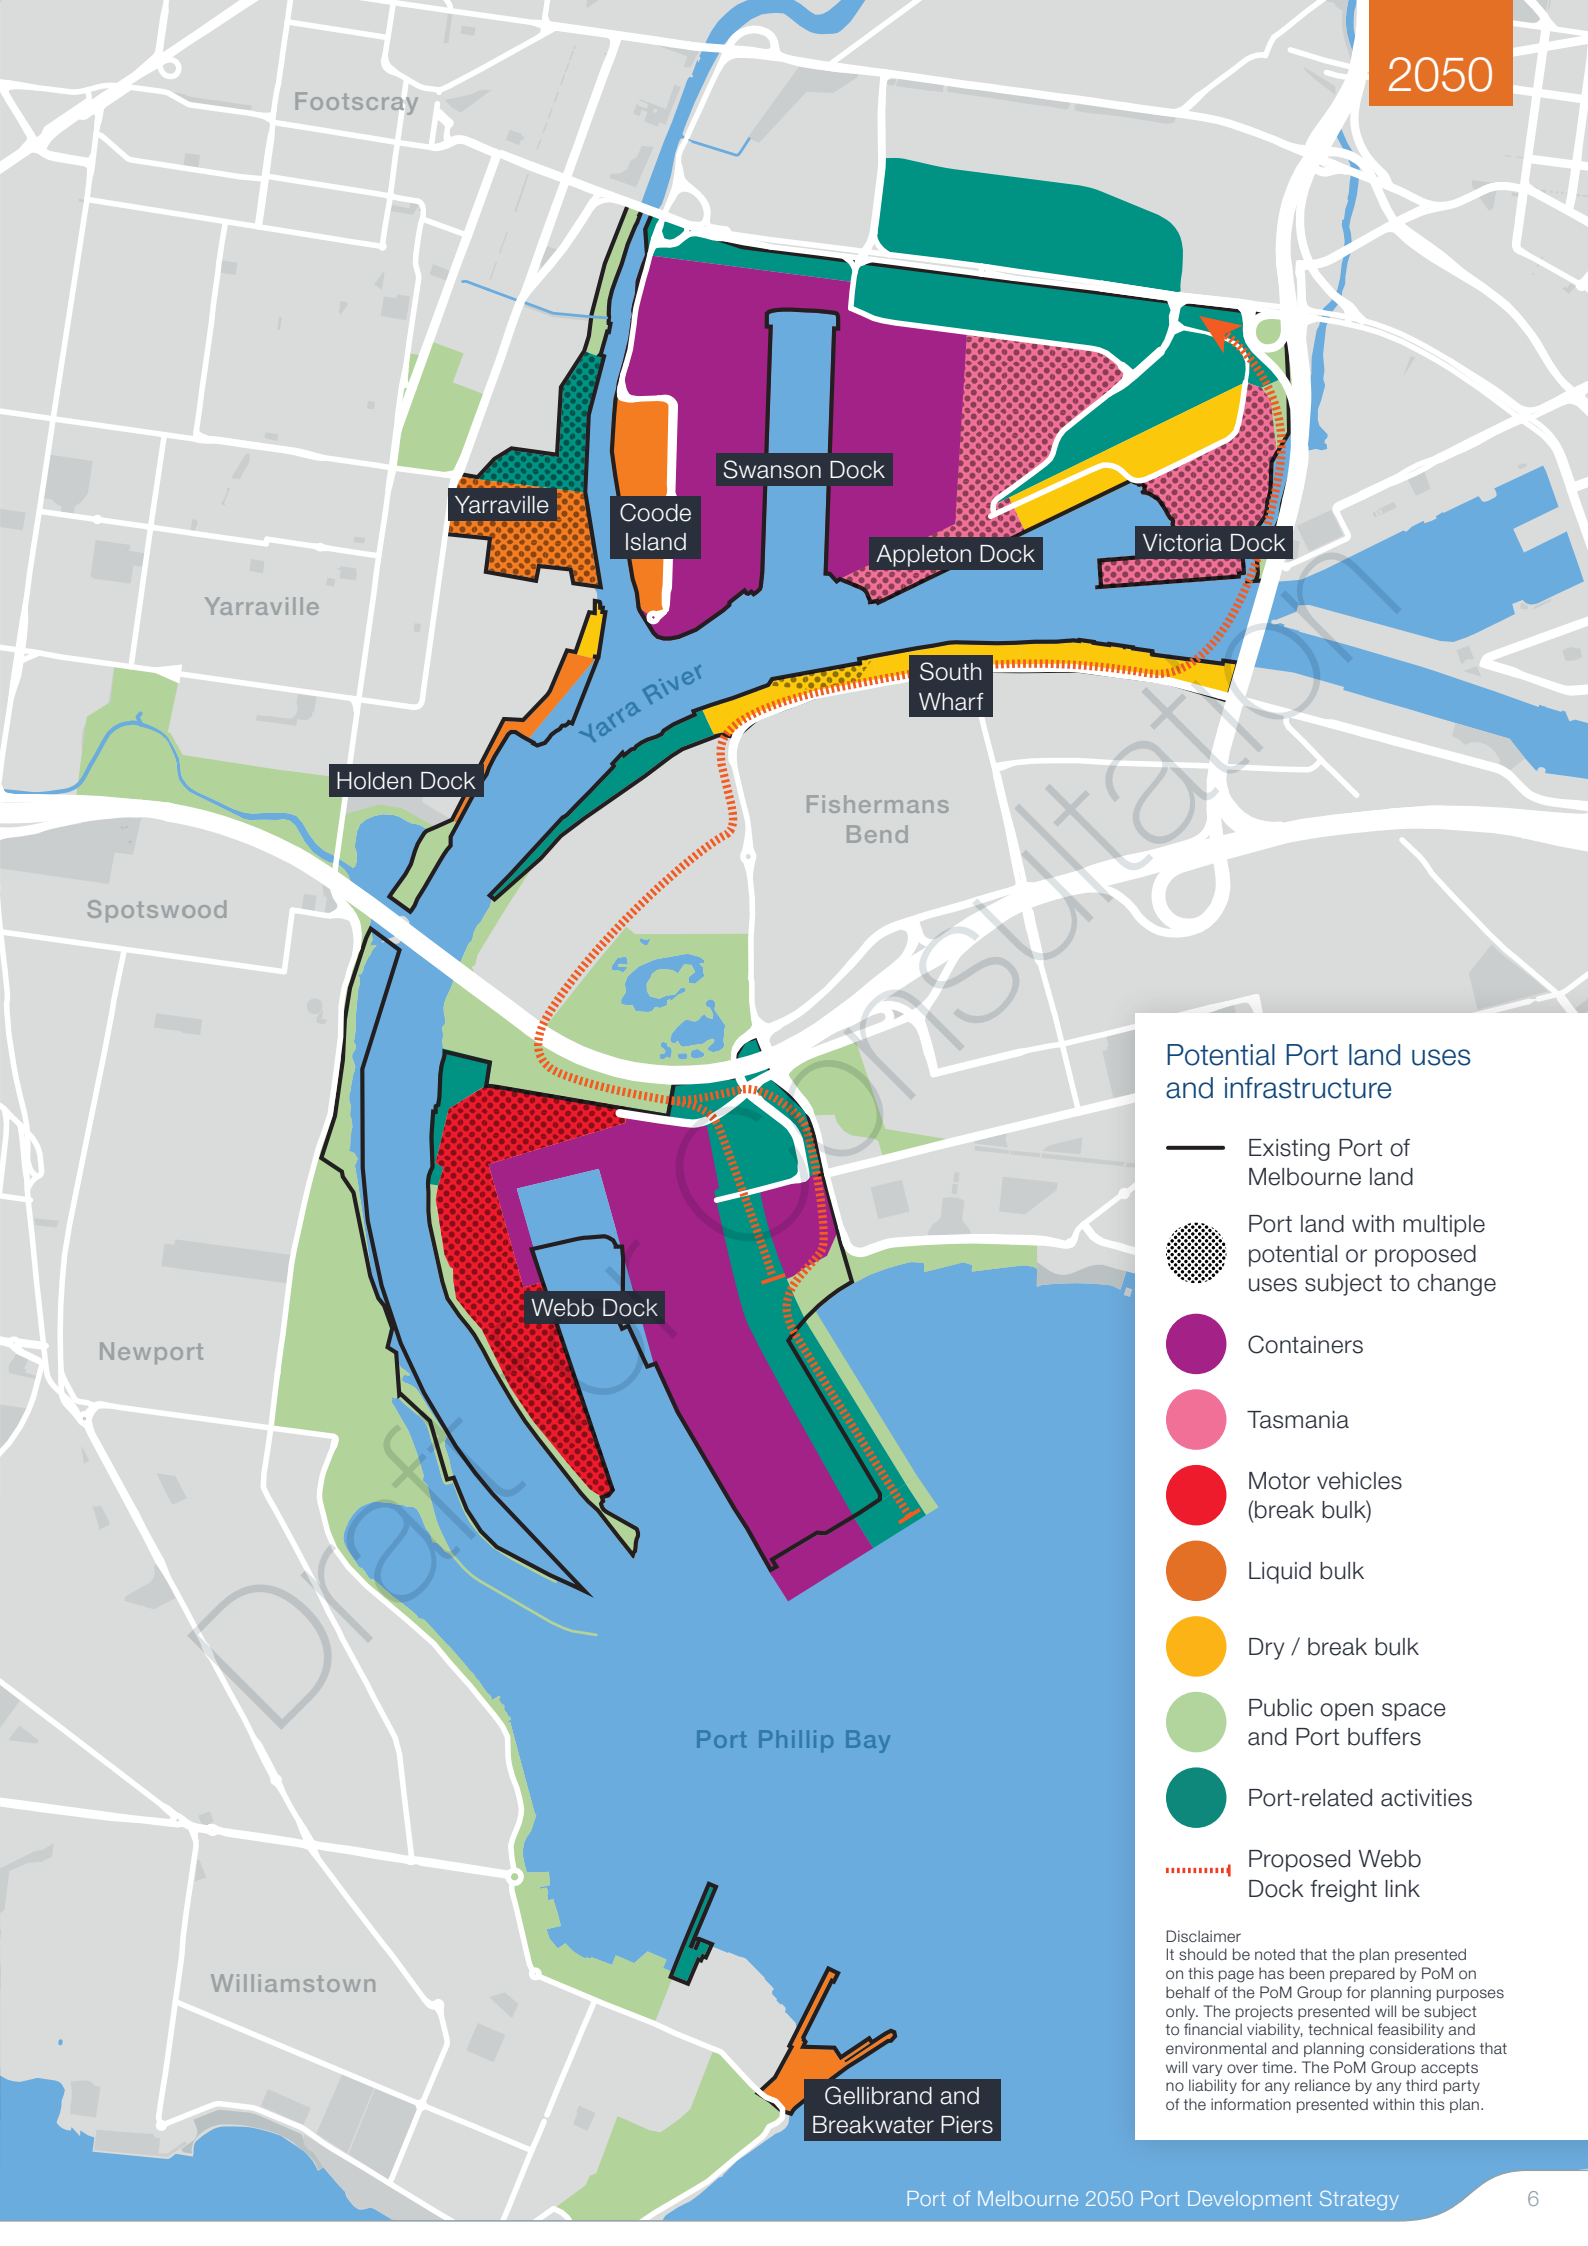 2050
Footscray
Swanson Dock
Yarraville
Coode
Island
Appleton Dock
Victoria Dock
Yarraville
Yarra River
South
Wharf
Holden Dock
Fishermans
Bend
Spotswood
Webb Dock
Newport
Port Phillip Bay
Williamstown
Gellibrand and
Breakwater Piers
Draft for Consultation
Potential Port land uses
and infrastructure
Existing Port of
Melbourne land
Port land with multiple
potential or proposed
uses subject to change
Containers
Tasmania
Motor vehicles
(break bulk)
Liquid bulk
Dry / break bulk
Public open space
and Port buffers
Port-related activities
Proposed Webb
Dock freight link
Disclaimer
It should be noted that the plan presented
on this page has been prepared by PoM on
behalf of the PoM Group for planning purposes
only. The projects presented will be subject
to financial viability, technical feasibility and
environmental and planning considerations that
will vary over time. The PoM Group accepts
no liability for any reliance by any third party
of the information presented within this plan.
Port of Melbourne 2050 Port Development Strategy
6